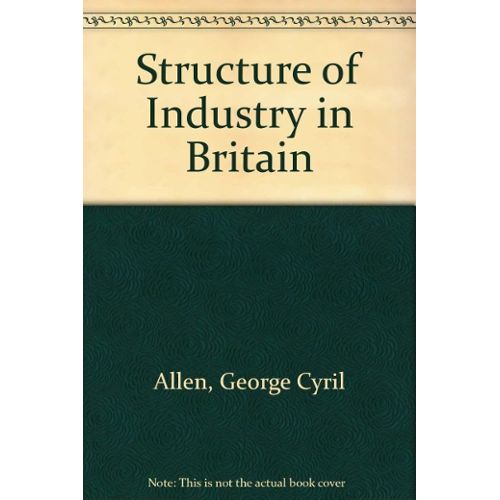 Structure of
Industry in
Britain
Allen, George Cyril
Note: This is not the actual book cover